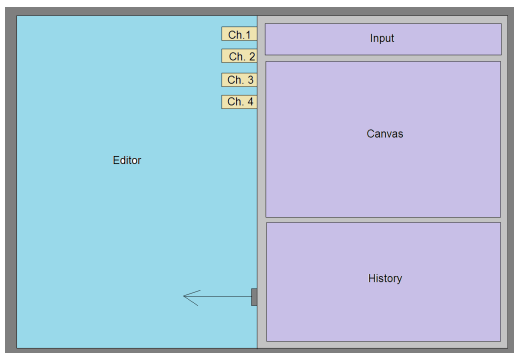 Ch.1
Ch. 2
Ch. 3
Ch. 4
Editor
Input
Canvas
History